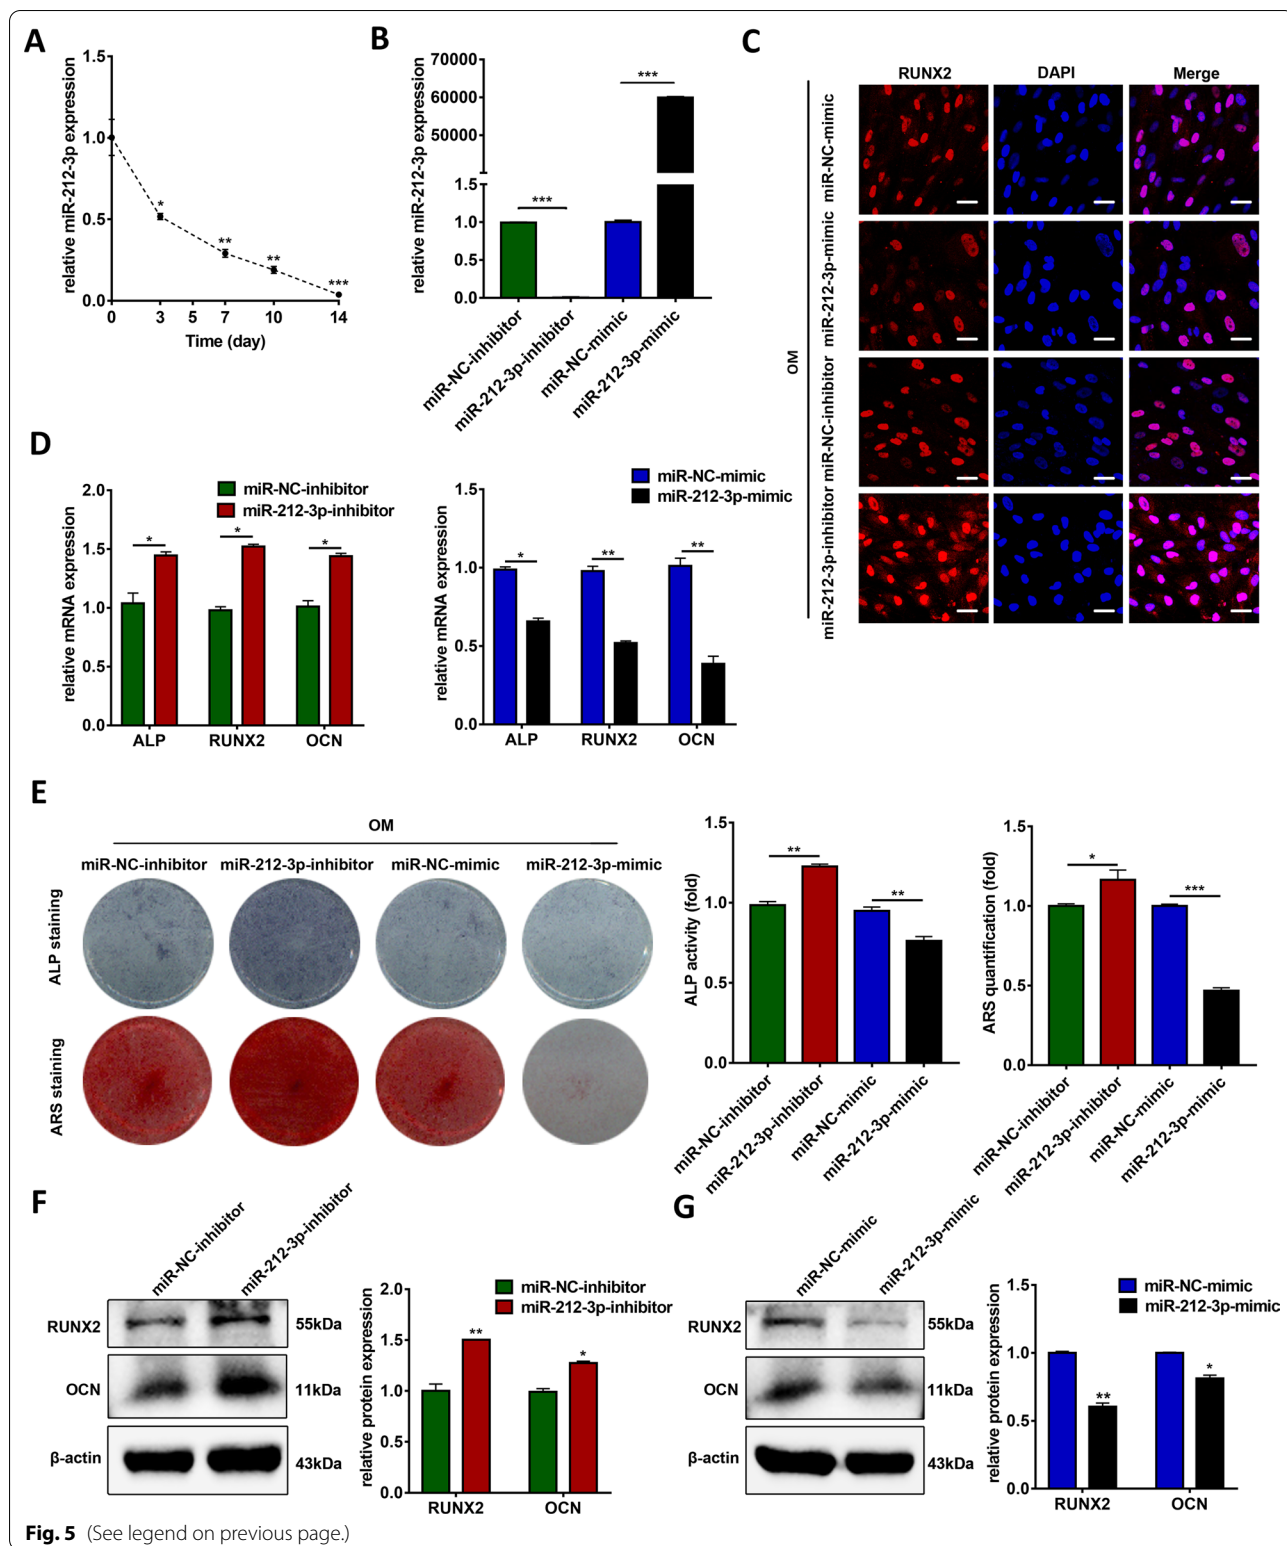 A
1.5
1.0
0.5
0.0
relative miR-212-3p expression
*
**
**
***
0 3 5 7 10 14
Time (day)
B
70000
60000
50000
1.5
1.0
0.5
0.0
relative miR-212-3p expression
***
***
miR-NC-inhibitor
miR-212-3p-inhibitor
miR-NC-mimic
miR-212-3p-mimic
C
RUNX2 DAPI Merge
OM
miR-NC-mimic
miR-212-3p-mimic
miR-NC-inhibitor
miR-212-3p-inhibitor
D
2.0
1.5
1.0
0.5
0.0
relative mRNA expression
miR-NC-inhibitor
miR-212-3p-inhibitor
* * *
ALP RUNX2 OCN
1.5
1.0
0.5
0.0
relative mRNA expression
miR-NC-mimic
miR-212-3p-mimic
* ** **
ALP RUNX2 OCN
E
OM
miR-NC-inhibitor miR-212-3p-inhibitor miR-NC-mimic miR-212-3p-mimic
ALP staining
ARS staining
1.5
1.0
0.5
0.0
ALP activity (fold)
**
**
miR-NC-inhibitor
miR-212-3p-inhibitor
miR-NC-mimic
miR-212-3p-mimic
1.5
1.0
0.5
0.0
ARS quantification (fold)
*
***
miR-NC-inhibitor
miR-212-3p-inhibitor
miR-NC-mimic
miR-212-3p-mimic
F
miR-NC-inhibitor
miR-212-3p-inhibitor
RUNX2 55kDa
OCN 11kDa
β-actin 43kDa
2.0
1.5
1.0
0.5
0.0
relative protein expression
miR-NC-inhibitor
miR-212-3p-inhibitor
** *
RUNX2 OCN
G
miR-NC-mimic
miR-212-3p-mimic
RUNX2 55kDa
OCN 11kDa
β-actin 43kDa
1.5
1.0
0.5
0.0
relative protein expression
miR-NC-mimic
miR-212-3p-mimic
** *
RUNX2 OCN
Fig. 5 (See legend on previous page.)